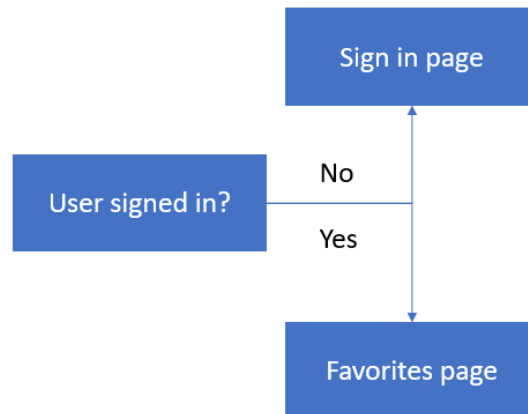 Sign in page
No
User signed in?
Yes
Favorites page